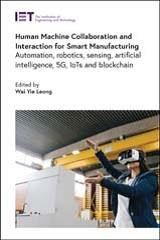 The Institution of
Engineering and Technology
Human Machine Collaboration and
Interaction for Smart Manufacturing
Automation, robotics, sensing, artificial
intelligence, 5G, IoTs and blockchain
Edited by
Wai Yie Leong